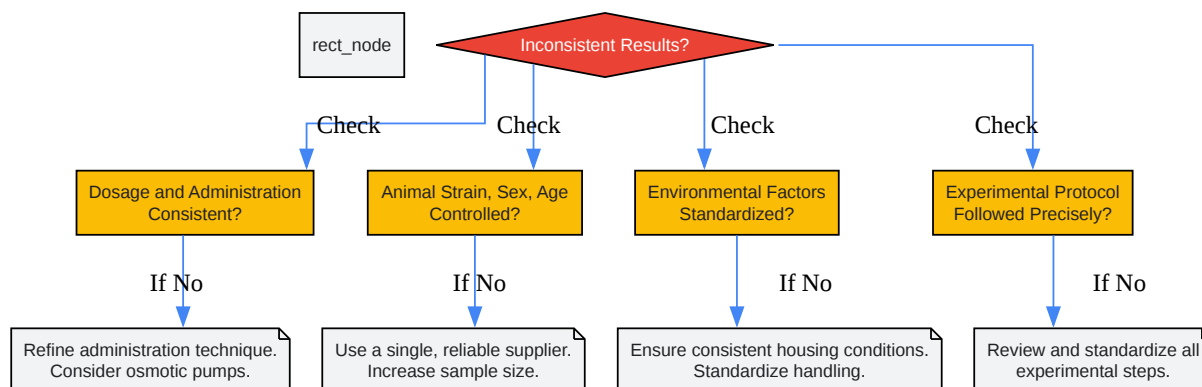 rect_node
Inconsistent Results?
Check
Check
Check
Check
Dosage and Administration
Consistent?
Animal Strain, Sex, Age
Controlled?
Environmental Factors
Standardized?
Experimental Protocol
Followed Precisely?
If No
If No
If No
If No
Refine administration technique.
Consider osmotic pumps.
Use a single, reliable supplier.
Increase sample size.
Ensure consistent housing conditions.
Standardize handling.
Review and standardize all
experimental steps.